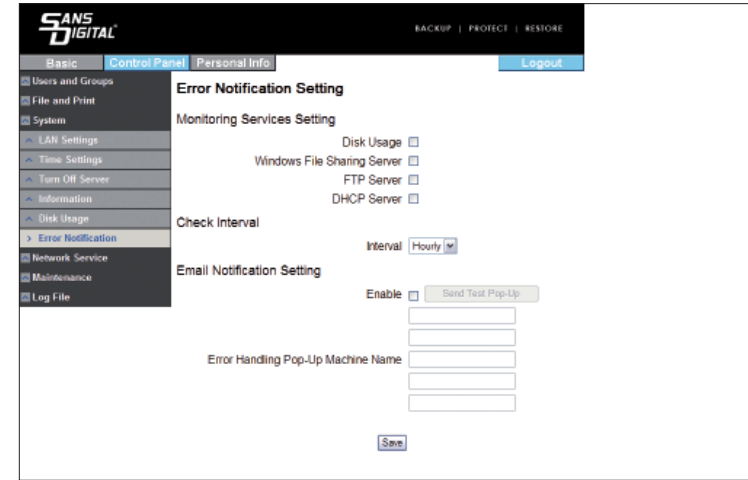 SANS DIGITAL
BACKUP | PROTECT | RESTORE
Basic Control Panel Personal Info Logout
Users and Groups
File and Print
System
LAN Settings
Time Settings
Turn Off Server
Information
Disk Usage
Error Notification
Network Service
Maintenance
Log File
Error Notification Setting
Monitoring Services Setting
Disk Usage
Windows File Sharing Server
FTP Server
DHCP Server
Check Interval
Interval Hourly
Email Notification Setting
Enable Send Test Pop-Up
Error Handling Pop-Up Machine Name
Save